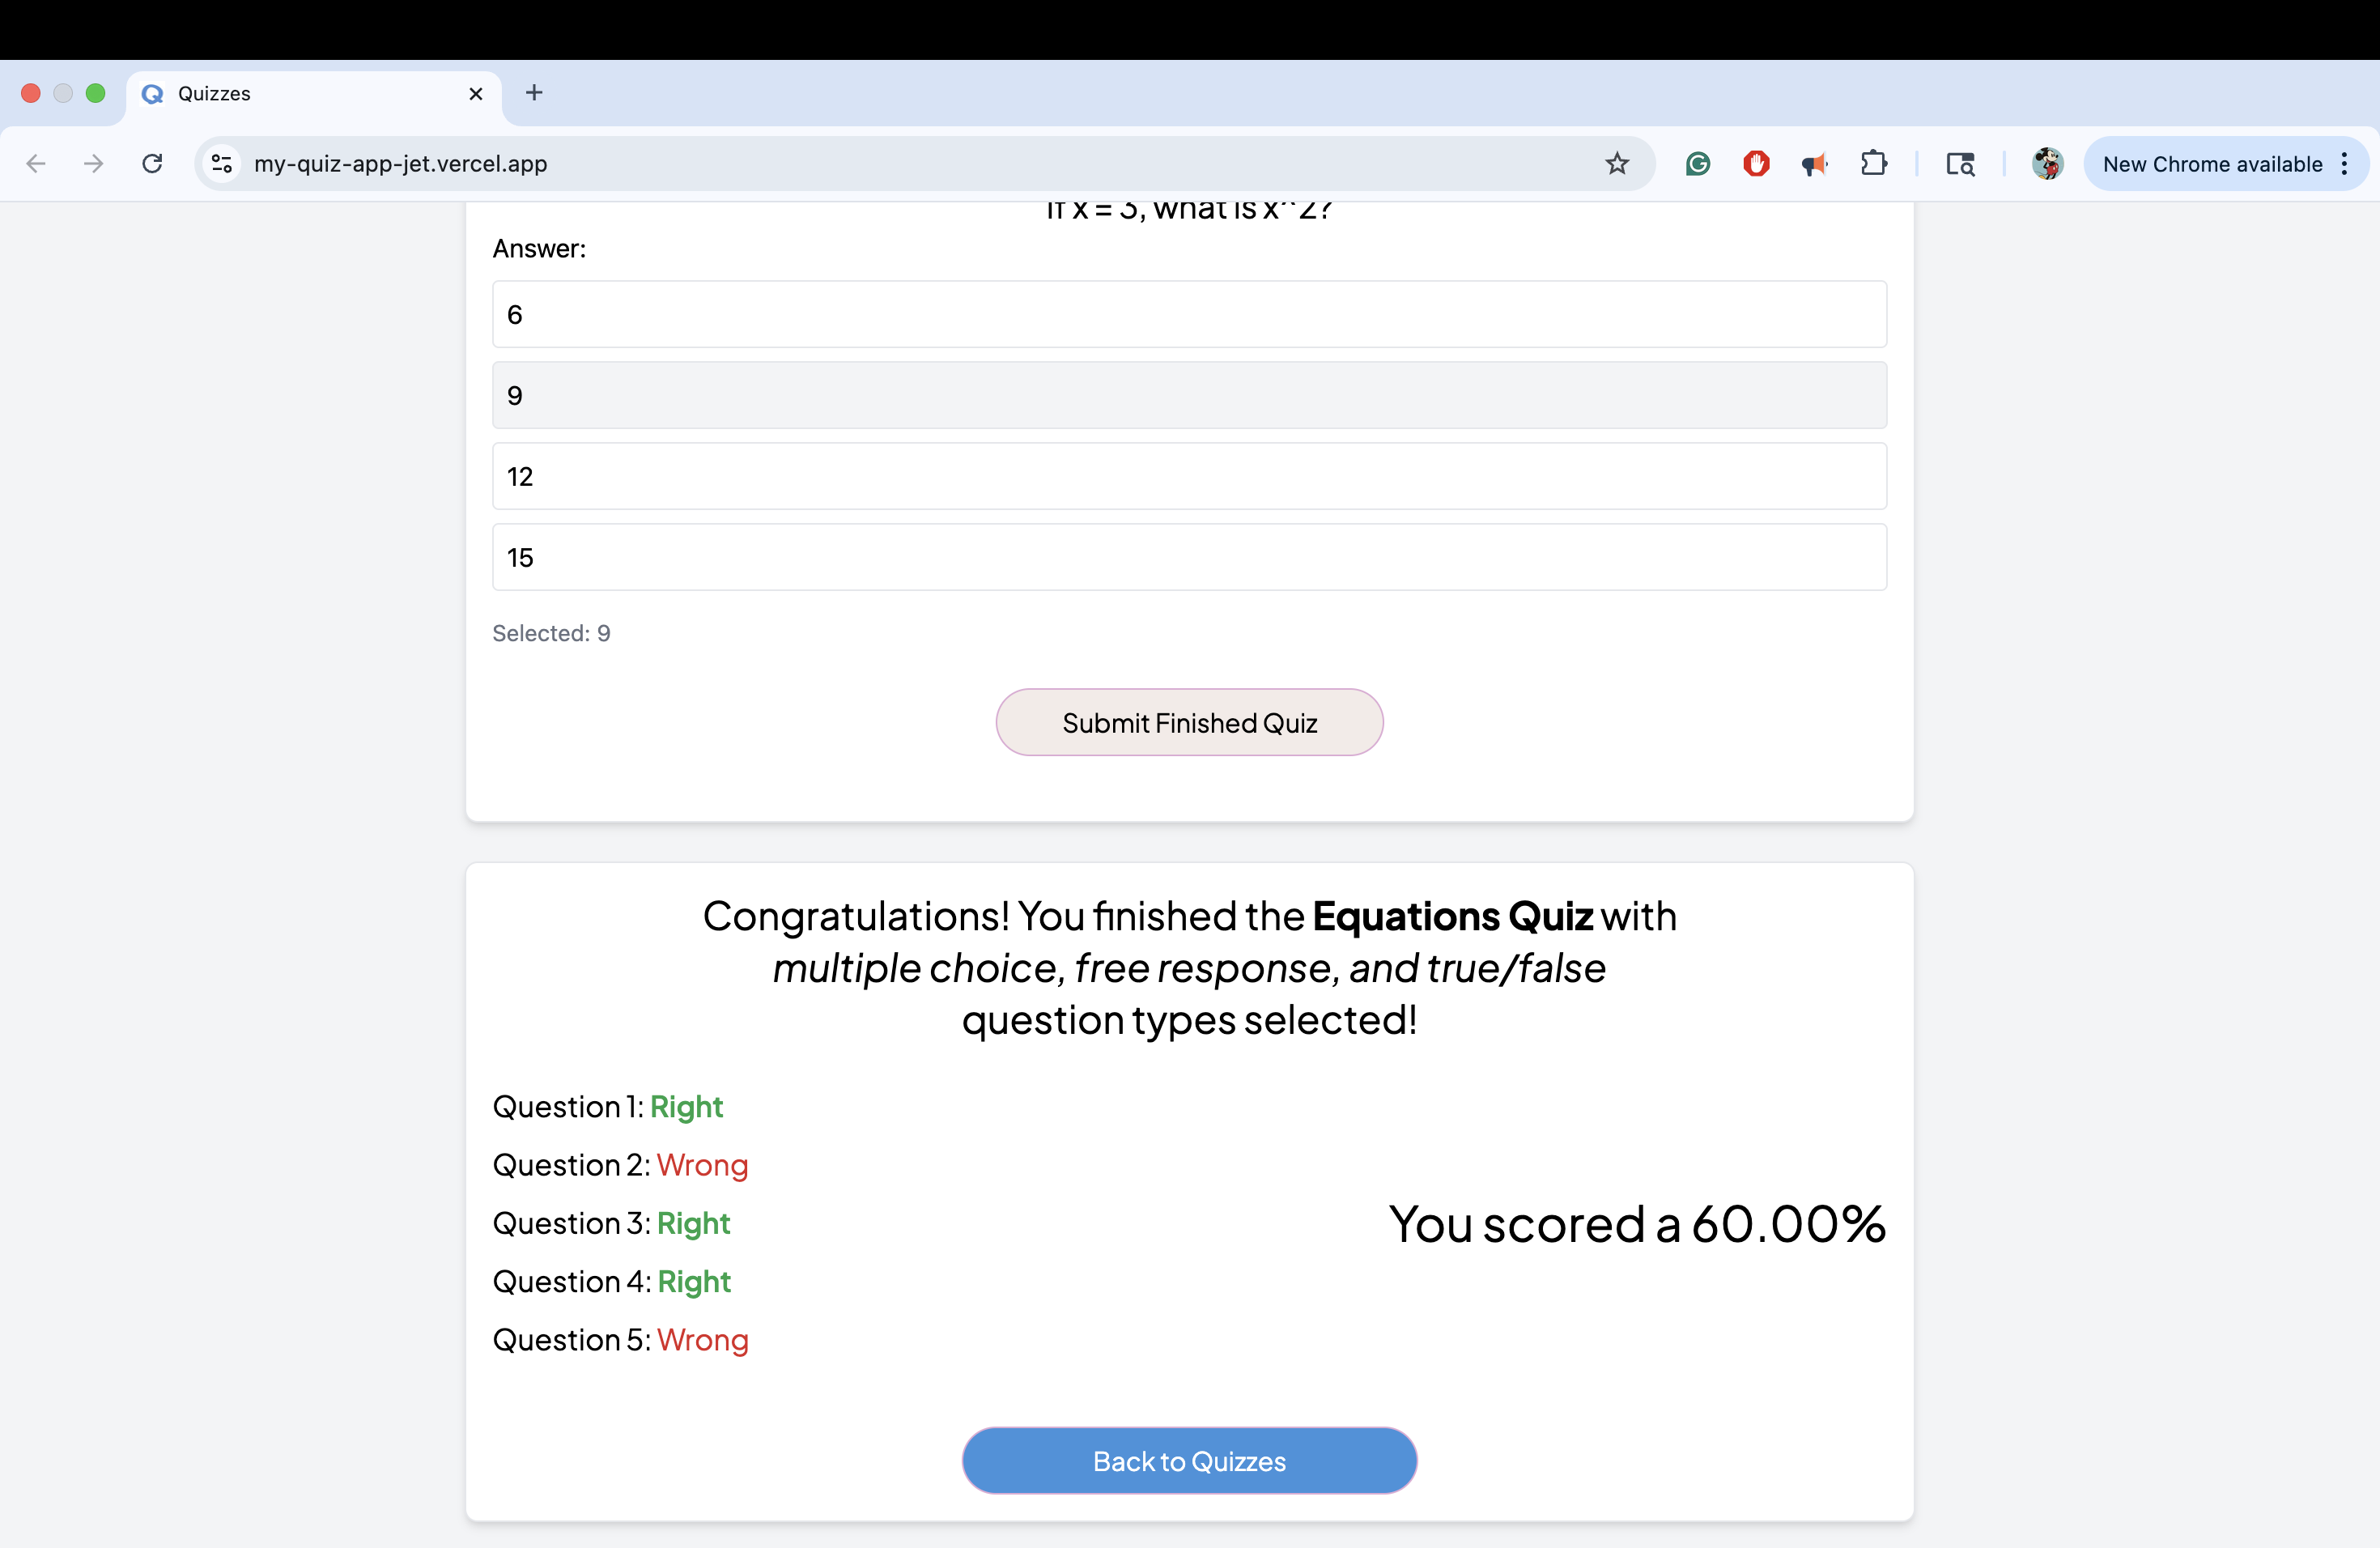 Quizzes
my-quiz-app-jet.vercel.app
New Chrome available
If x = 3, what is x^2?
Answer:
6
9
12
15
Selected: 9
Submit Finished Quiz
Congratulations! You finished the Equations Quiz with
multiple choice, free response, and true/false
question types selected!
Question 1: Right
Question 2: Wrong
Question 3: Right
Question 4: Right
Question 5: Wrong
You scored a 60.00%
Back to Quizzes